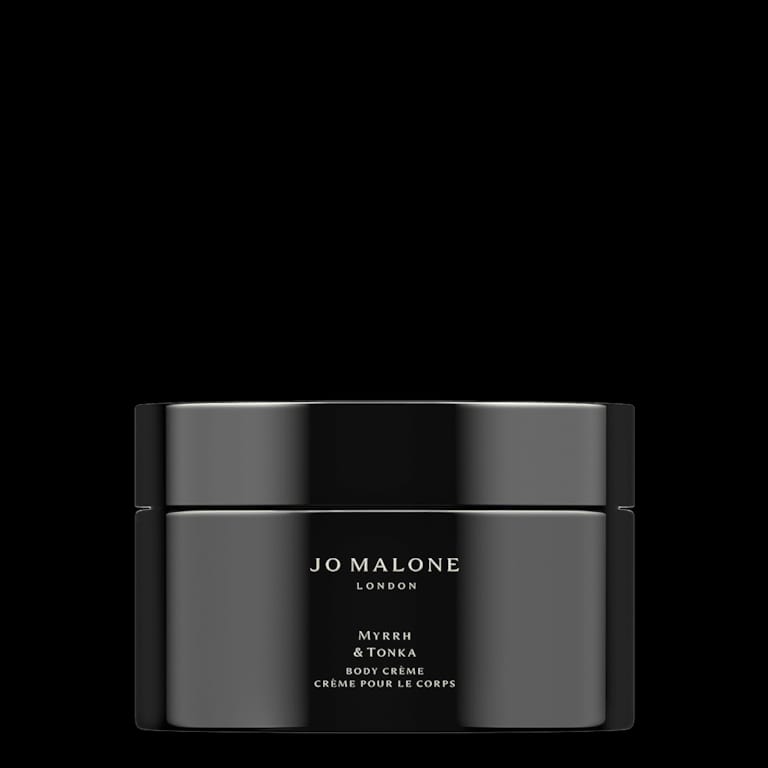 JO MALONE
LONDON
MYRRH
& TONKA
BODY CRÈME
CRÈME POUR LE CORPS